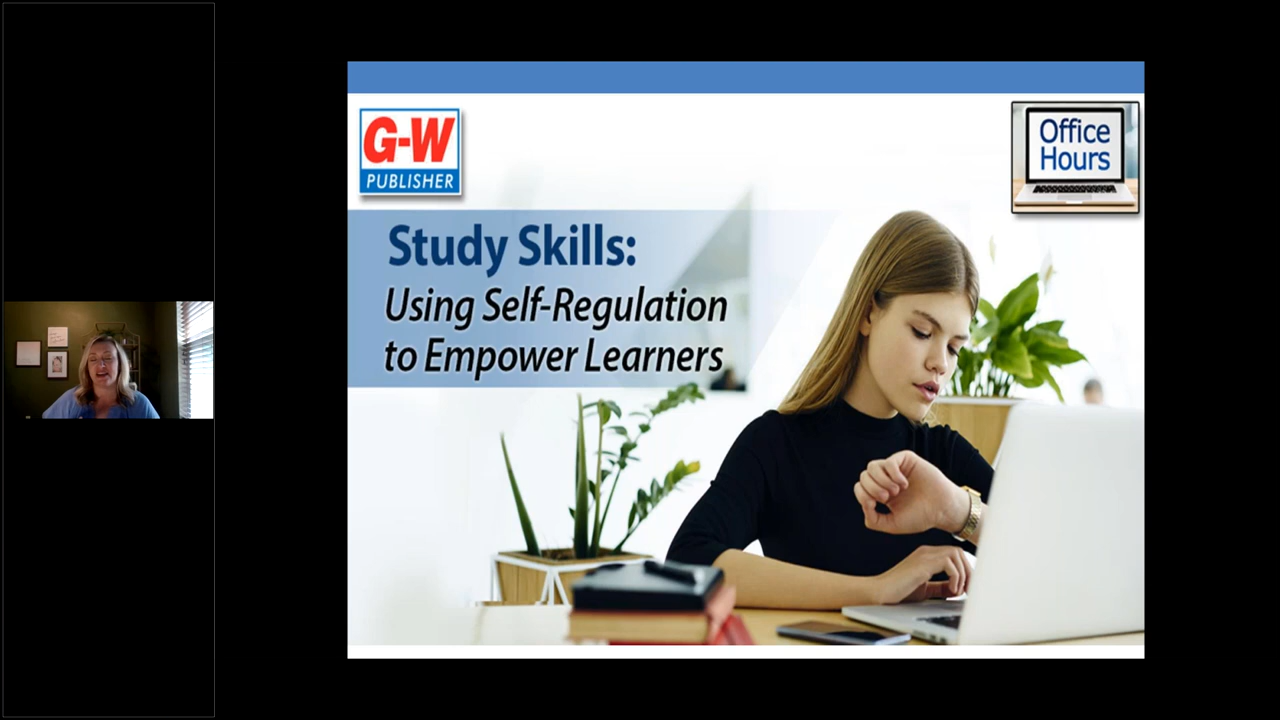 G-W
PUBLISHER
Office
Hours
Study Skills:
Using Self-Regulation
to Empower Learners